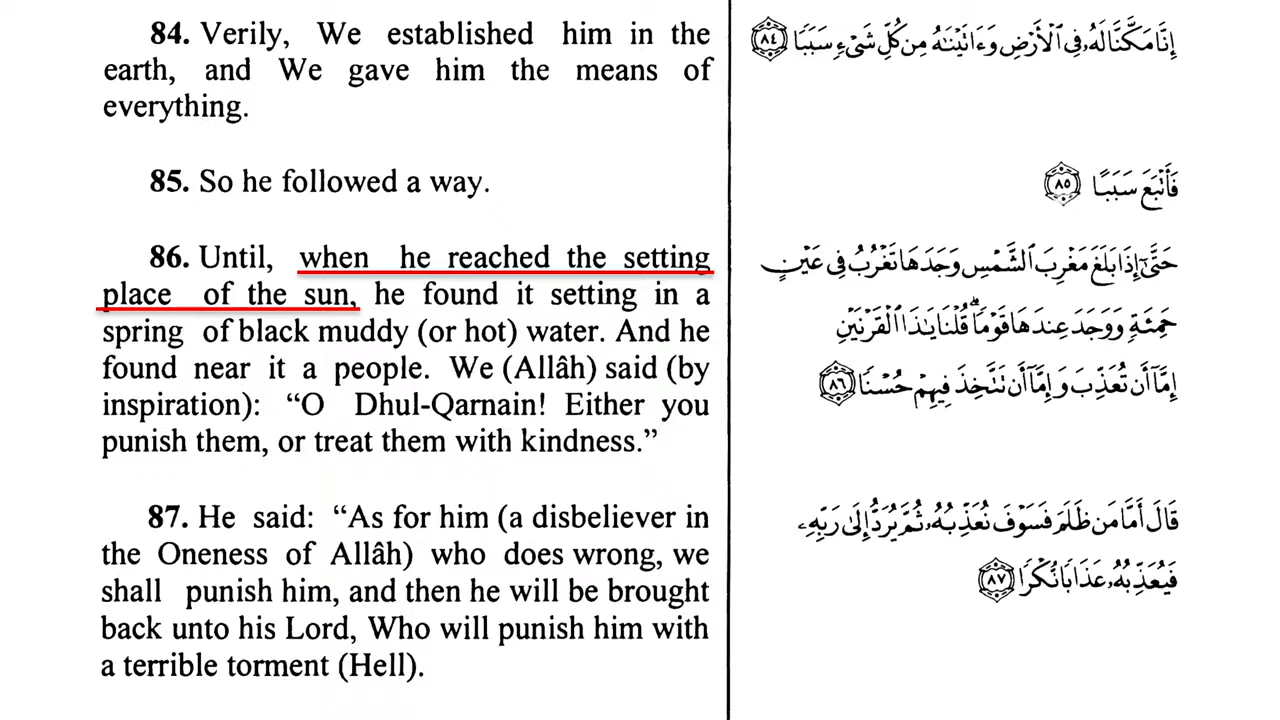 84. Verily, We established him in the
earth, and We gave him the means of
everything.
85. So he followed a way.
86. Until, when he reached the setting
place of the sun, he found it setting in a
spring of black muddy (or hot) water. And he
found near it a people. We (Allâh) said (by
inspiration): “O Dhul-Qarnain! Either you
punish them, or treat them with kindness.”
87. He said: “As for him (a disbeliever in
the Oneness of Allâh) who does wrong, we
shall punish him, and then he will be brought
back unto his Lord, Who will punish him with
a terrible torment (Hell).
إِنَّا مَكَّنَّا لَهُۥ فِى ٱلْأَرْضِ وَءَاتَيْنَٰهُ مِن كُلِّ شَىْءٍ سَبَبًا ٨٤
فَأَتْبَعَ سَبَبًا ٨٥
حَتَّىٰٓ إِذَا بَلَغَ مَغْرِبَ ٱلشَّمْسِ وَجَدَهَا تَغْرُبُ فِى عَيْنٍ
حَمِئَةٍ وَوَجَدَ عِندَهَا قَوْمًا ۗ قُلْنَا يَٰذَا ٱلْقَرْنَيْنِ
إِمَّآ أَن تُعَذِّبَ وَإِمَّآ أَن تَتَّخِذَ فِيهِمْ حُسْنًا ٨٦
قَالَ أَمَّا مَن ظَلَمَ فَسَوْفَ نُعَذِّبُهُۥ ثُمَّ يُرَدُّ إِلَىٰ رَبِّهِۦ
فَيُعَذِّبُهُۥ عَذَابًا نُّكْرًا ٨٧